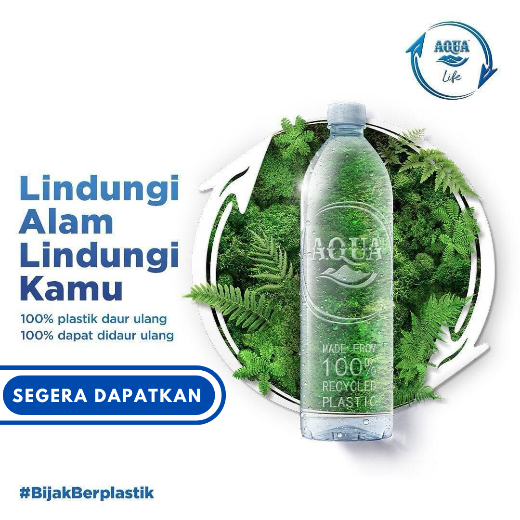 AQUA
Life
Lindungi
Alam
Lindungi
Kamu
100% plastik daur ulang
100% dapat didaur ulang
SEGERA DAPATKAN
AQUA
MADE FROM
100%
RECYCLED
PLASTIC
#BijakBerplastik